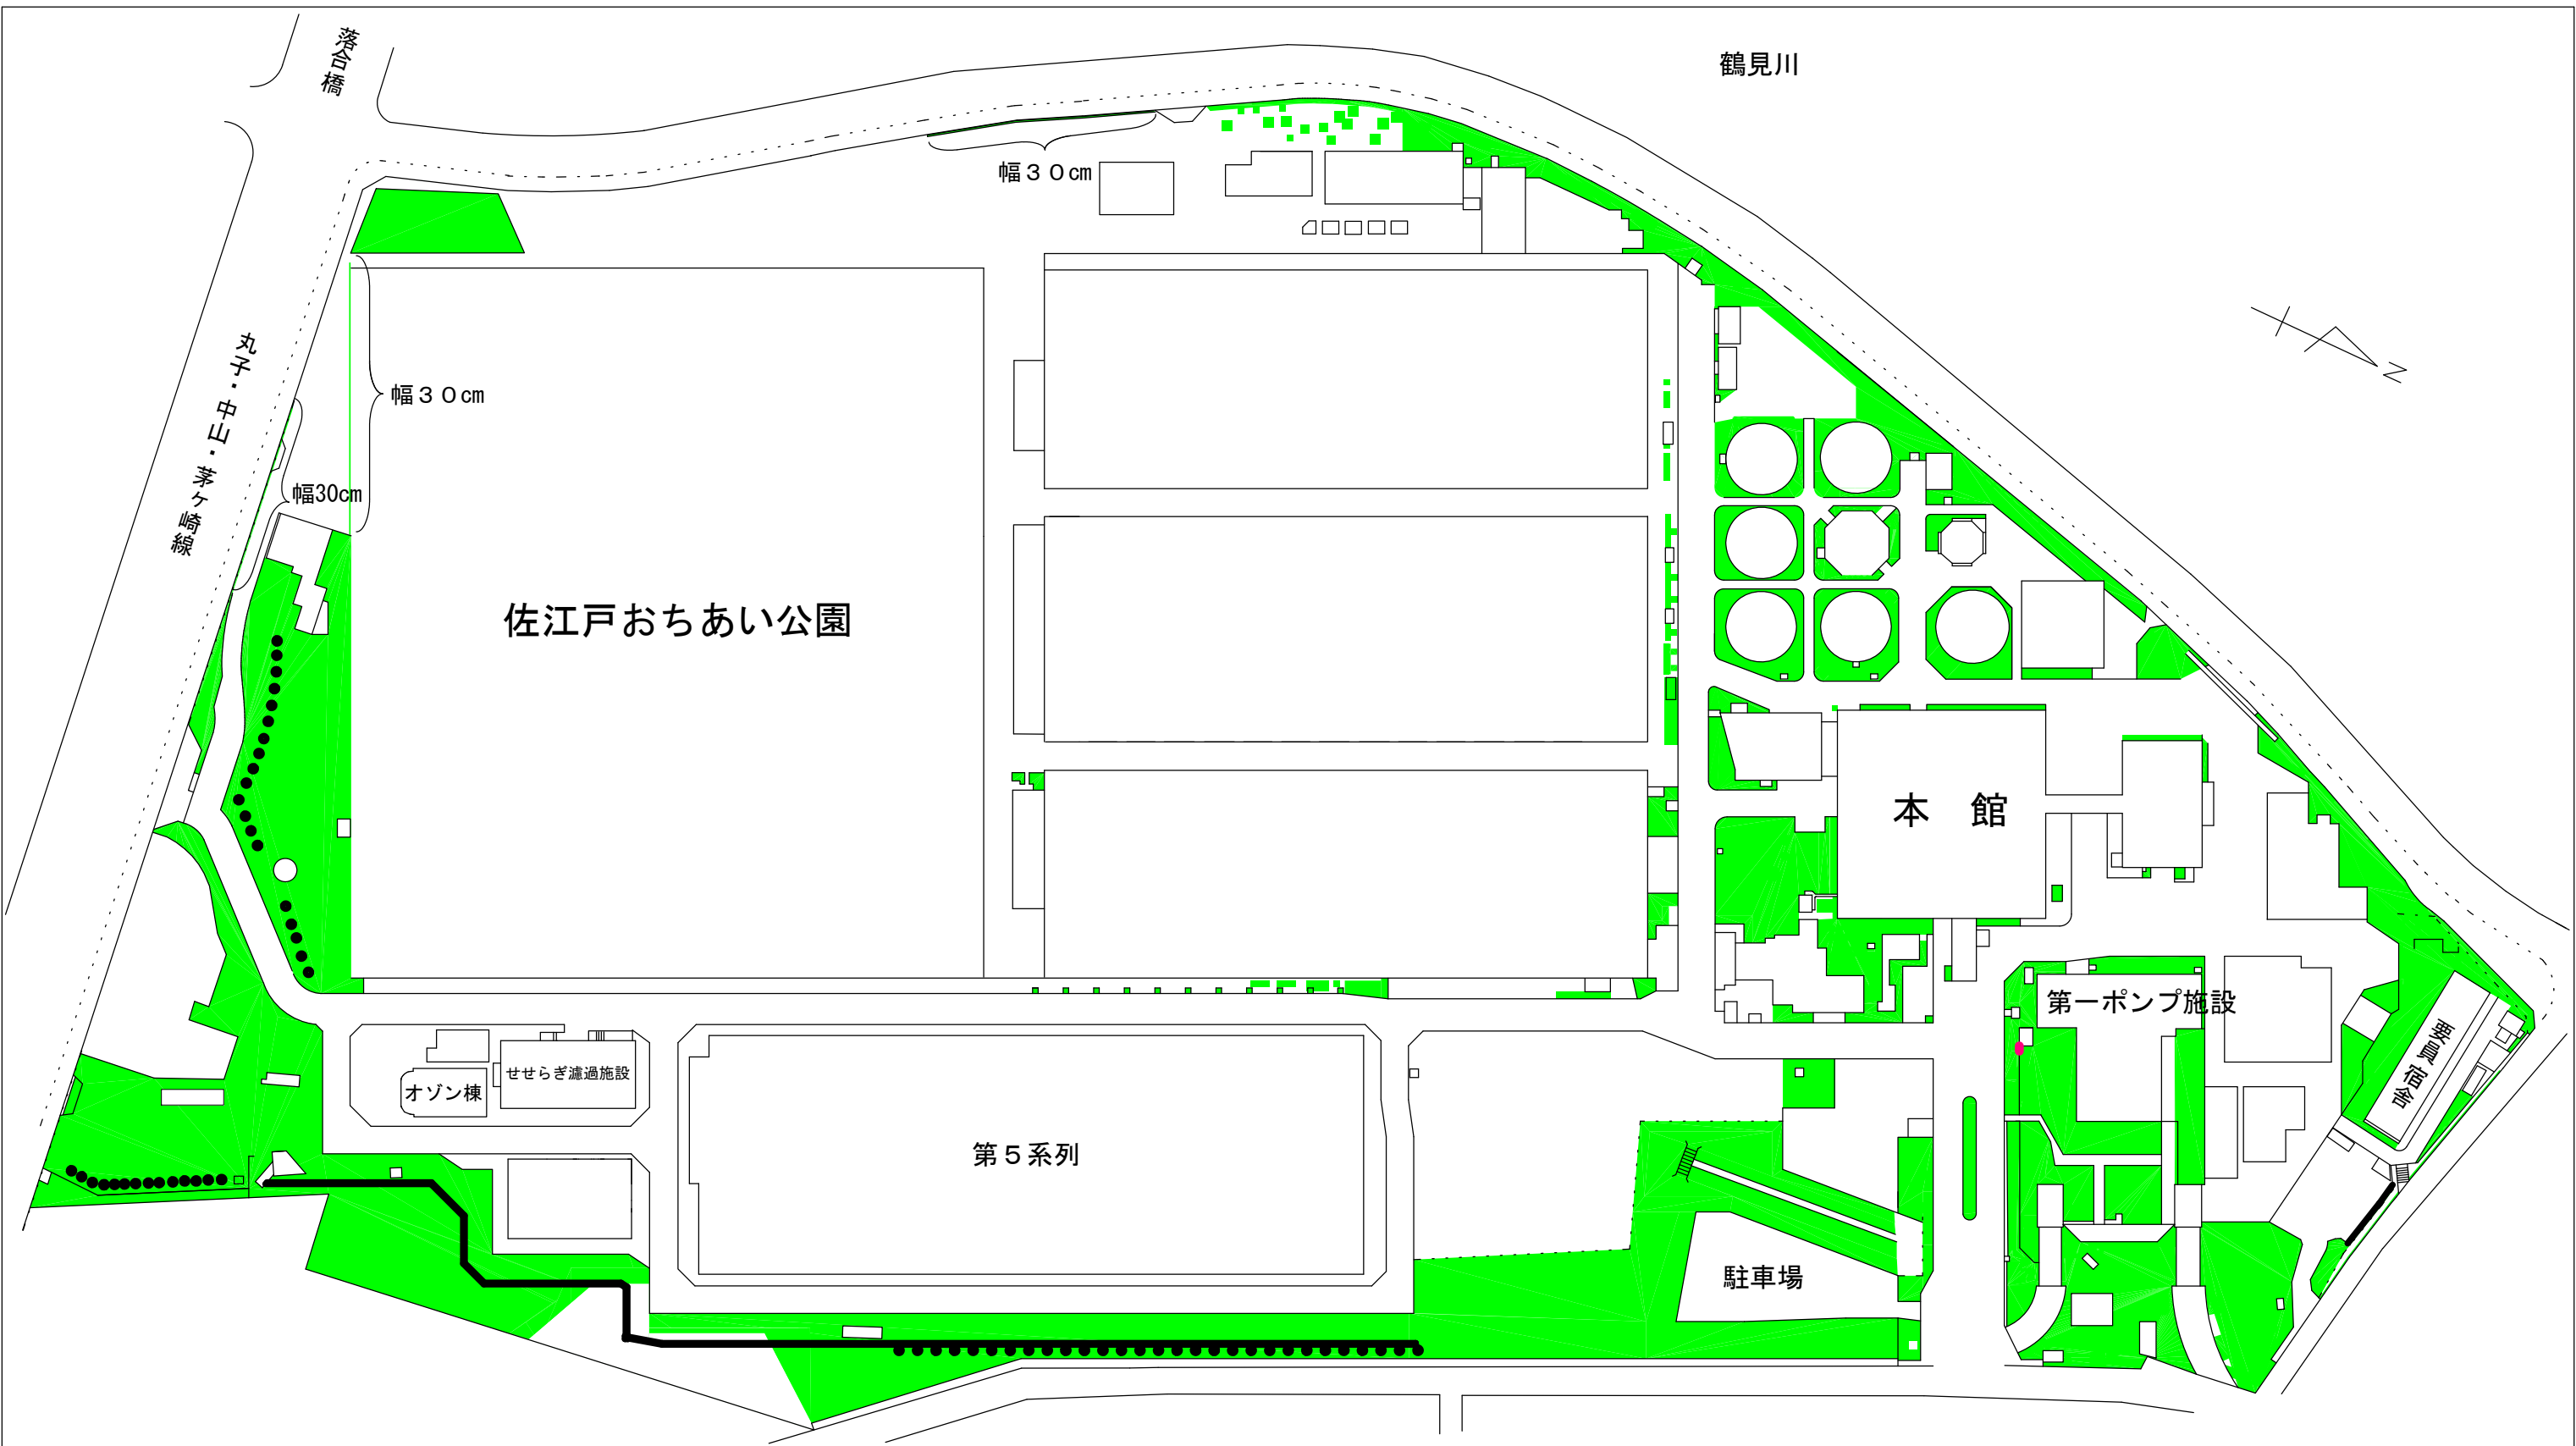 落合橋
鶴見川
幅３０㎝
幅３０㎝
丸子・中山・茅ヶ崎線
幅30㎝
N
佐江戸おちあい公園
本　館
第一ポンプ施設
要員宿舎
せせらぎ濾過施設
オゾン棟
第５系列
駐車場